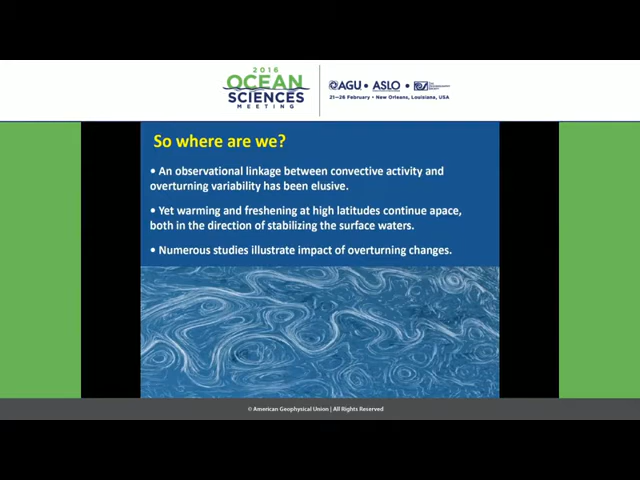 2016
OCEAN
SCIENCES
MEETING
AGU • ASLO •
21–26 February • New Orleans, Louisiana, USA
So where are we?
• An observational linkage between convective activity and
overturning variability has been elusive.
• Yet warming and freshening at high latitudes continue apace,
both in the direction of stabilizing the surface waters.
• Numerous studies illustrate impact of overturning changes.
© American Geophysical Union | All Rights Reserved